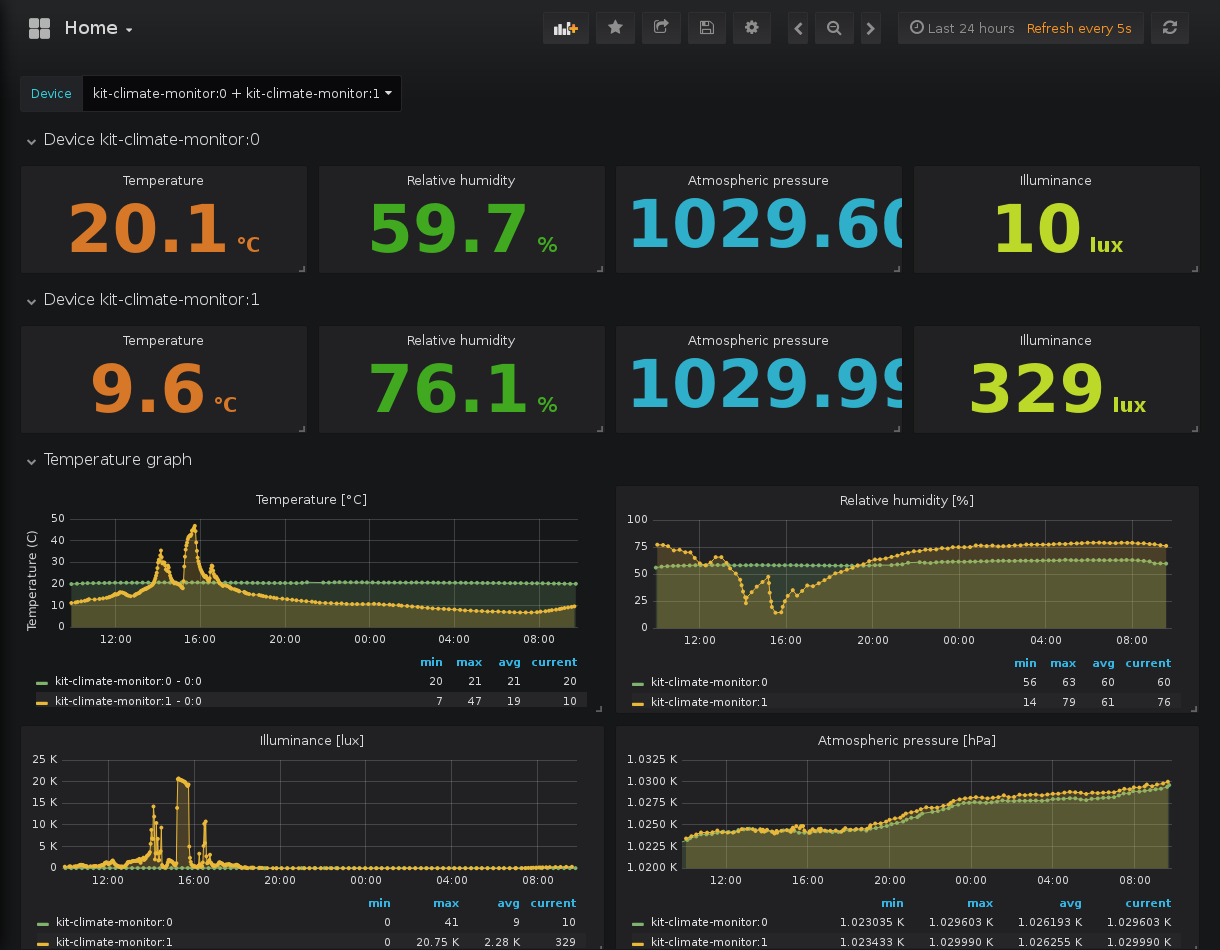 Home
Last 24 hours Refresh every 5s
Device kit-climate-monitor:0 + kit-climate-monitor:1
Device kit-climate-monitor:0
Temperature Relative humidity Atmospheric pressure Illuminance
20.1 °C 59.7 % 1029.60 10 lux
Device kit-climate-monitor:1
Temperature Relative humidity Atmospheric pressure Illuminance
9.6 °C 76.1 % 1029.99 329 lux
Temperature graph
Temperature [°C]
Temperature (C)
50
40
30
20
10
0
12:00 16:00 20:00 00:00 04:00 08:00
min max avg current
kit-climate-monitor:0 - 0:0 20 21 21 20
kit-climate-monitor:1 - 0:0 7 47 19 10
Relative humidity [%]
100
75
50
25
0
12:00 16:00 20:00 00:00 04:00 08:00
min max avg current
kit-climate-monitor:0 56 63 60 60
kit-climate-monitor:1 14 79 61 76
Illuminance [lux]
25 K
20 K
15 K
10 K
5 K
0
12:00 16:00 20:00 00:00 04:00 08:00
min max avg current
kit-climate-monitor:0 0 41 9 10
kit-climate-monitor:1 0 20.75 K 2.28 K 329
Atmospheric pressure [hPa]
1.0325 K
1.0300 K
1.0275 K
1.0250 K
1.0225 K
1.0200 K
12:00 16:00 20:00 00:00 04:00 08:00
min max avg current
kit-climate-monitor:0 1.023035 K 1.029603 K 1.026193 K 1.029603 K
kit-climate-monitor:1 1.023433 K 1.029990 K 1.026255 K 1.029990 K